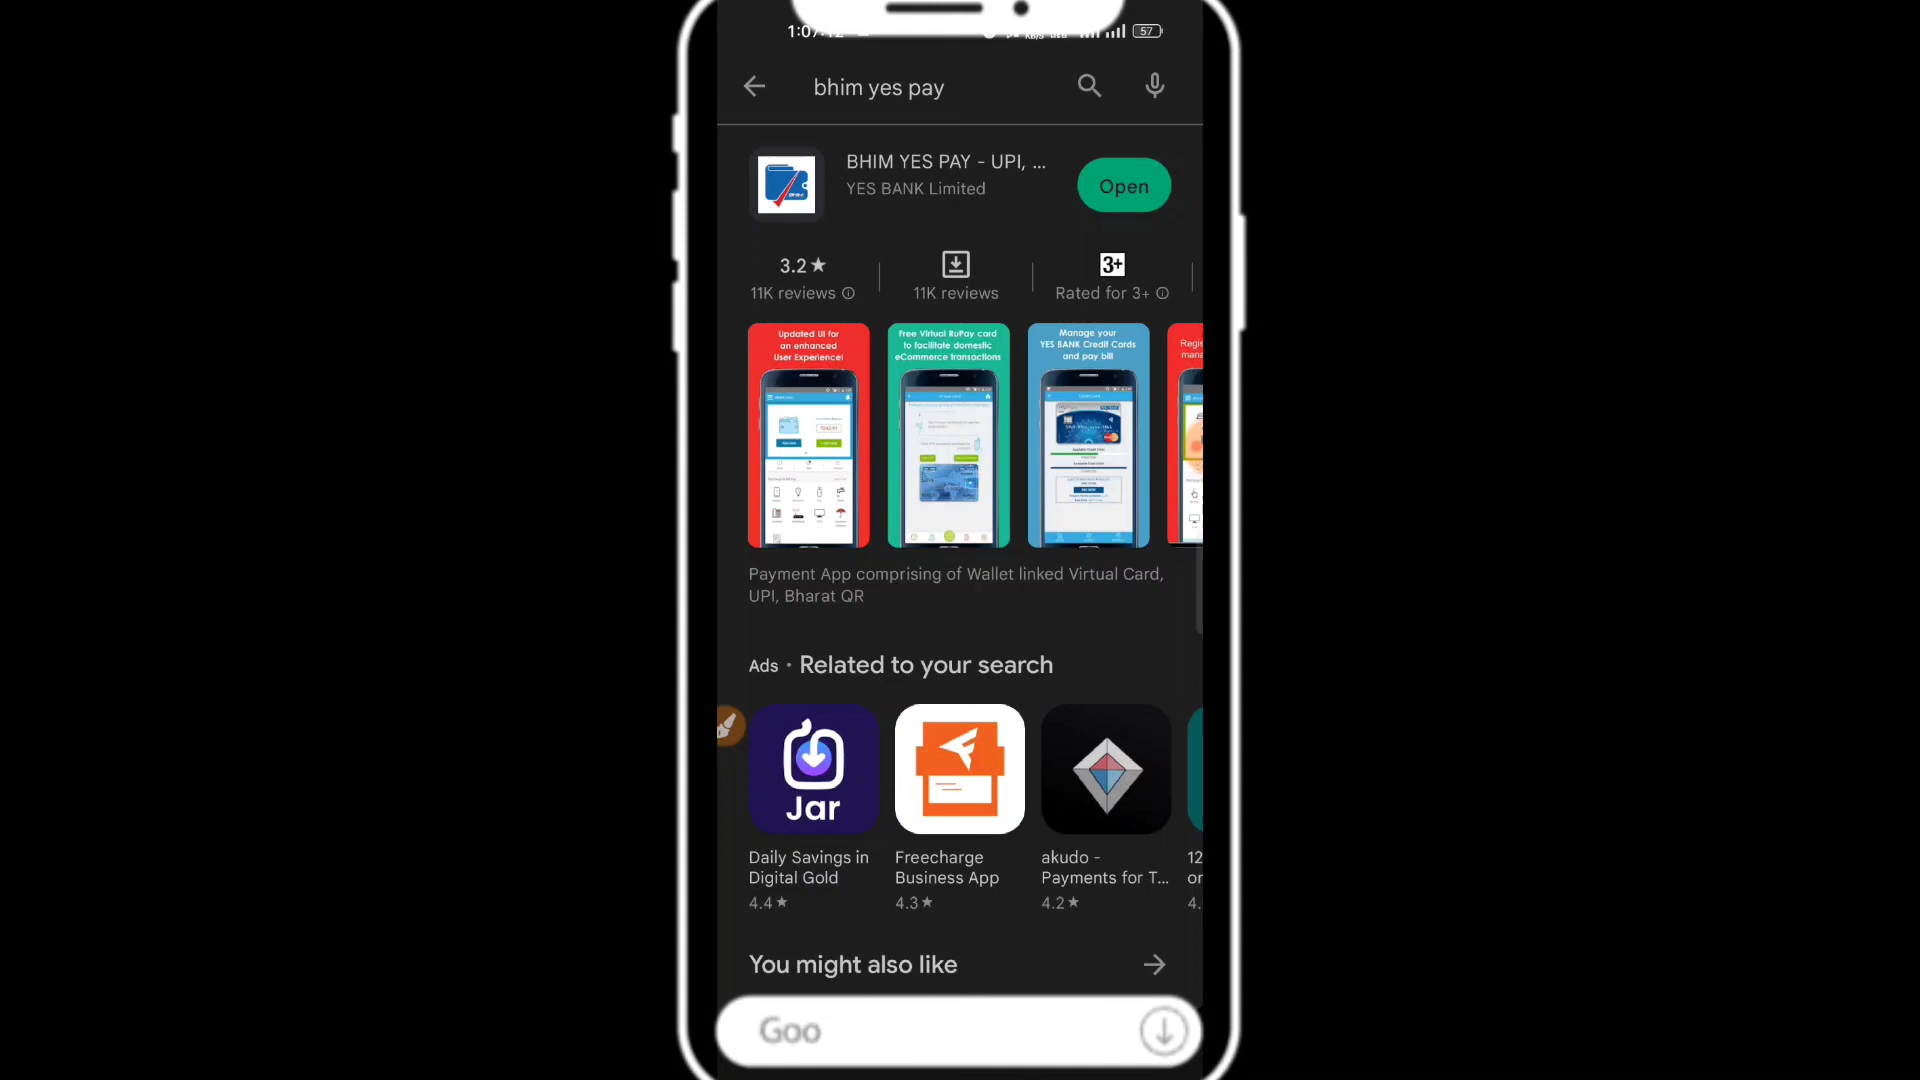 57
bhim yes pay
BHIM YES PAY - UPI, ...
YES BANK Limited
Open
3.2★
11K reviews
11K reviews
3+
Rated for 3+
Updated UI for
an enhanced
User Experience!
Free Virtual RuPay card
to facilitate domestic
eCommerce transactions
Manage your
YES BANK Credit Cards
and pay bill
Payment App comprising of Wallet linked Virtual Card,
UPI, Bharat QR
Ads • Related to your search
Jar
Daily Savings in
Digital Gold
4.4★
Freecharge
Business App
4.3★
akudo -
Payments for T...
4.2★
You might also like
Goo